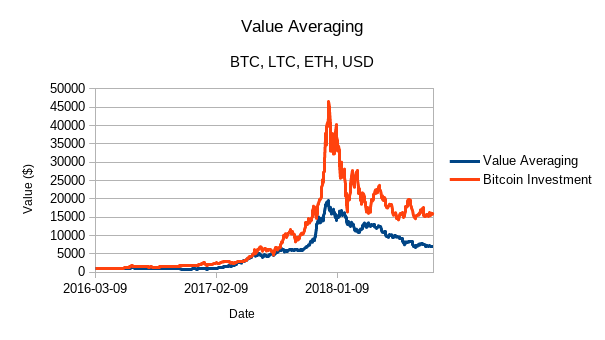 Value Averaging
BTC, LTC, ETH, USD
50000
45000
40000
35000
30000
25000
20000
15000
10000
5000
0
Value ($)
2016-03-09 2017-02-09 2018-01-09
Date
Value Averaging
Bitcoin Investment